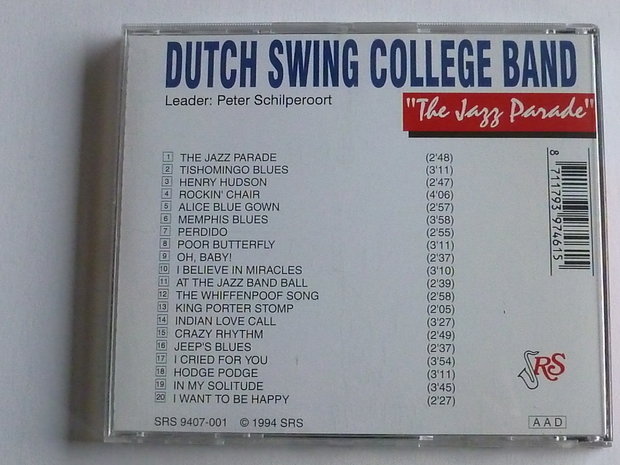 DUTCH SWING COLLEGE BAND
Leader: Peter Schilperoort
"The Jazz Parade"
1 THE JAZZ PARADE (2'48)
2 TISHOMINGO BLUES (3'11)
3 HENRY HUDSON (2'47)
4 ROCKIN' CHAIR (4'06)
5 ALICE BLUE GOWN (2'57)
6 MEMPHIS BLUES (3'58)
7 PERDIDO (2'55)
8 POOR BUTTERFLY (3'11)
9 OH, BABY! (2'37)
10 I BELIEVE IN MIRACLES (3'10)
11 AT THE JAZZ BAND BALL (2'39)
12 THE WHIFFENPOOF SONG (2'58)
13 KING PORTER STOMP (2'05)
14 INDIAN LOVE CALL (3'27)
15 CRAZY RHYTHM (2'49)
16 JEEP'S BLUES (2'37)
17 I CRIED FOR YOU (3'54)
18 HODGE PODGE (3'11)
19 IN MY SOLITUDE (3'45)
20 I WANT TO BE HAPPY (2'27)
8 711793 974615
SRS
SRS 9407-001 © 1994 SRS
AAD